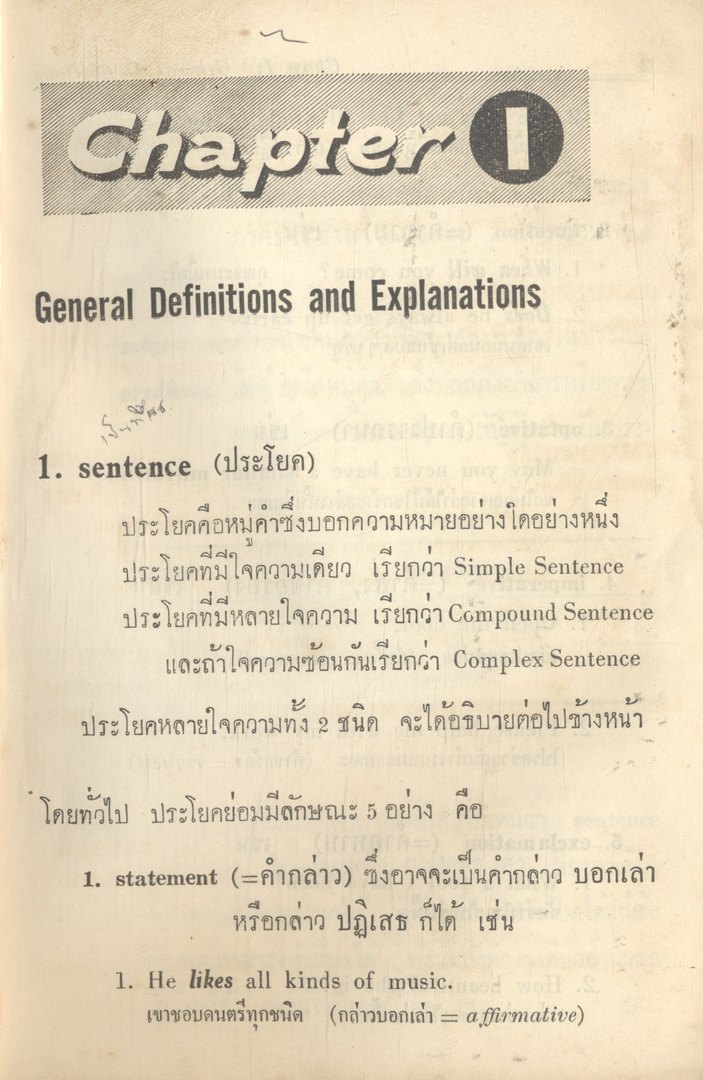 Chapter 1
General Definitions and Explanations
1. sentence (ประโยค)
ประโยคคือหมู่คำซึ่งบอกความหมายอย่างใดอย่างหนึ่ง
ประโยคที่มีใจความเดียว เรียกว่า Simple Sentence
ประโยคที่มีหลายใจความ เรียกว่า Compound Sentence
และถ้าใจความซ้อนกันเรียกว่า Complex Sentence
ประโยคหลายใจความทั้ง 2 ชนิด จะได้อธิบายต่อไปข้างหน้า
โดยทั่วไป ประโยคย่อมมีลักษณะ 5 อย่าง คือ
1. statement (=คำกล่าว) ซึ่งอาจจะเป็นคำกล่าว บอกเล่า
หรือกล่าว ปฏิเสธ ก็ได้ เช่น
1. He likes all kinds of music.
เขาชอบดนตรีทุกชนิด (กล่าวบอกเล่า = affirmative)